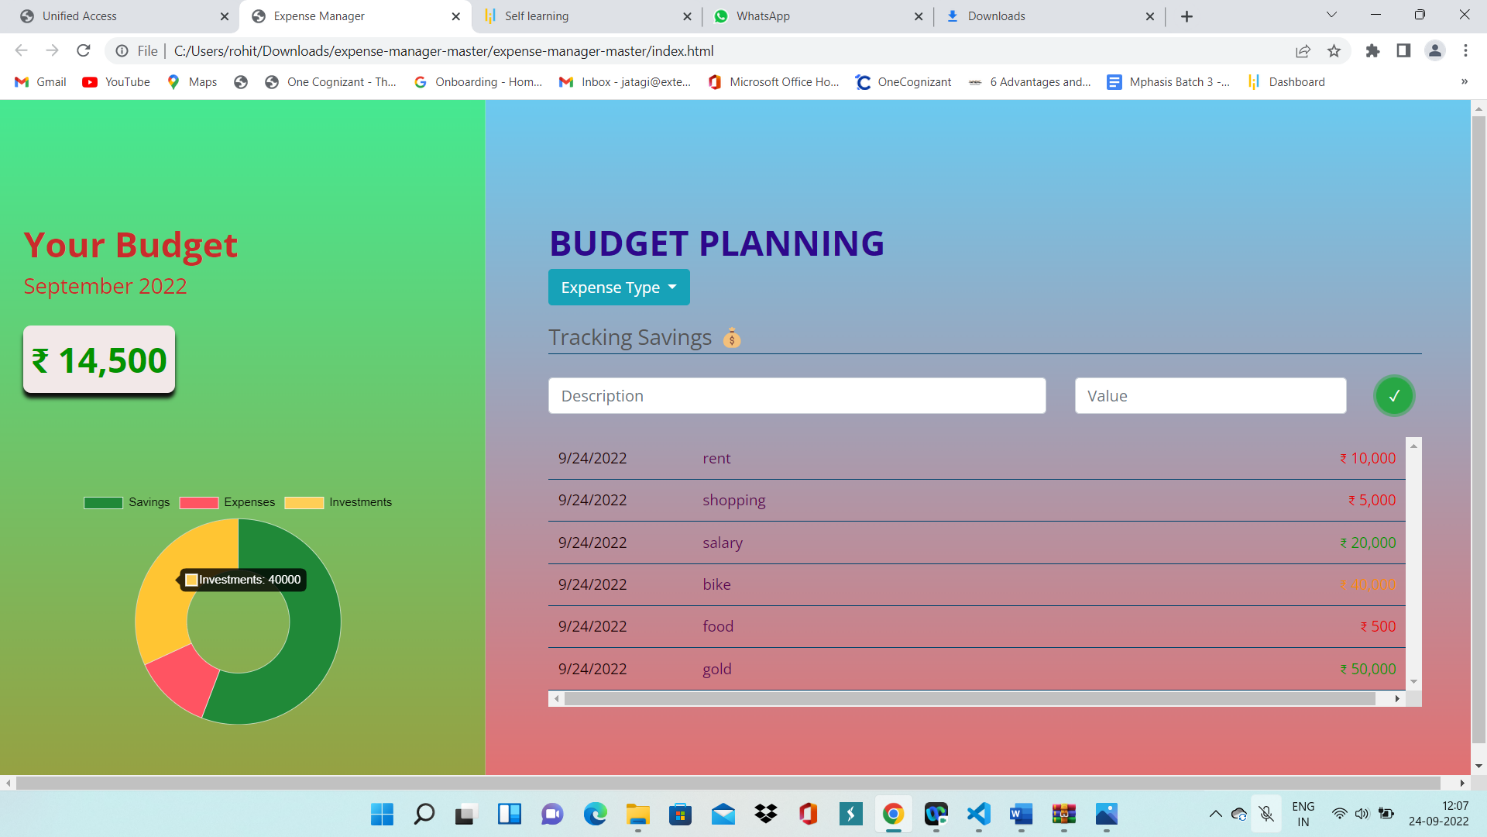 Unified Access
Expense Manager
Self learning
WhatsApp
Downloads
File | C:/Users/rohit/Downloads/expense-manager-master/expense-manager-master/index.html
Gmail
YouTube
Maps
One Cognizant - Th...
Onboarding - Hom...
Inbox - jatagi@exte...
Microsoft Office Ho...
OneCognizant
6 Advantages and...
Mphasis Batch 3 -...
Dashboard
»
Your Budget
September 2022
₹ 14,500
Savings Expenses Investments
Investments: 40000
BUDGET PLANNING
Expense Type
Tracking Savings 💰
Description Value ✓
9/24/2022 rent ₹ 10,000
9/24/2022 shopping ₹ 5,000
9/24/2022 salary ₹ 20,000
9/24/2022 bike ₹ 40,000
9/24/2022 food ₹ 500
9/24/2022 gold ₹ 50,000
ENG
IN
12:07
24-09-2022